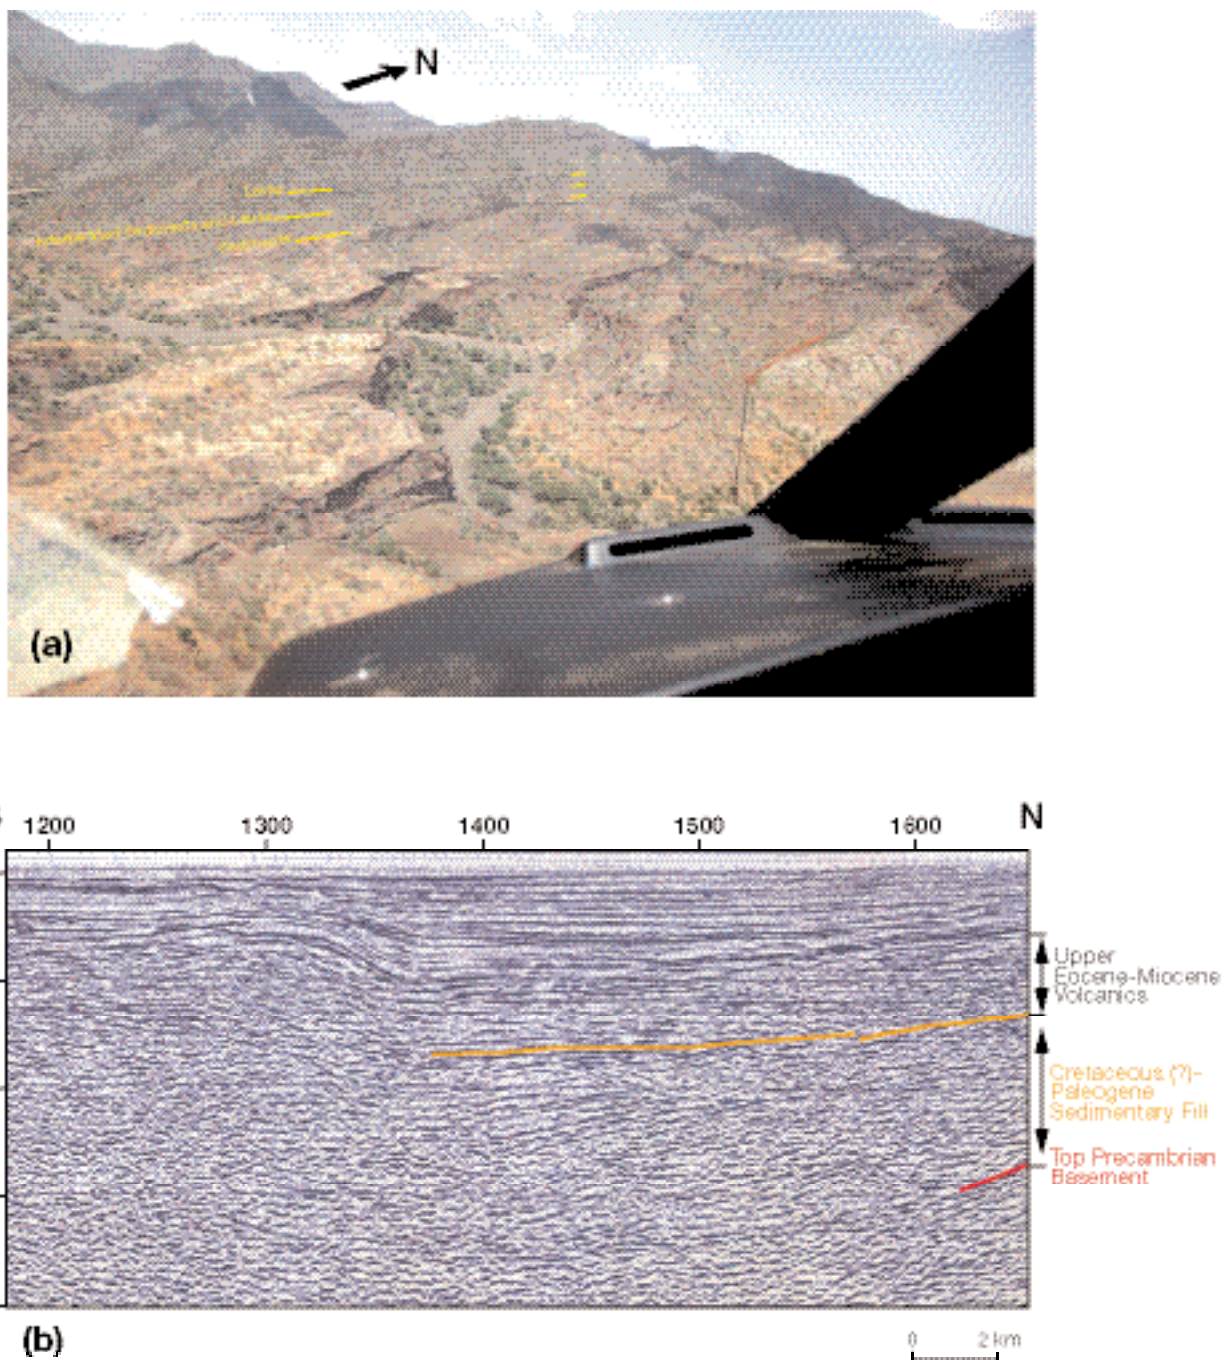 N
(a)
1200 1300 1400 1500 1600 N
Upper
Eocene-Miocene
Volcanics
Cretaceous (?)-
Paleogene
Sedimentary Fill
Top Precambrian
Basement
(b)
0 2 km